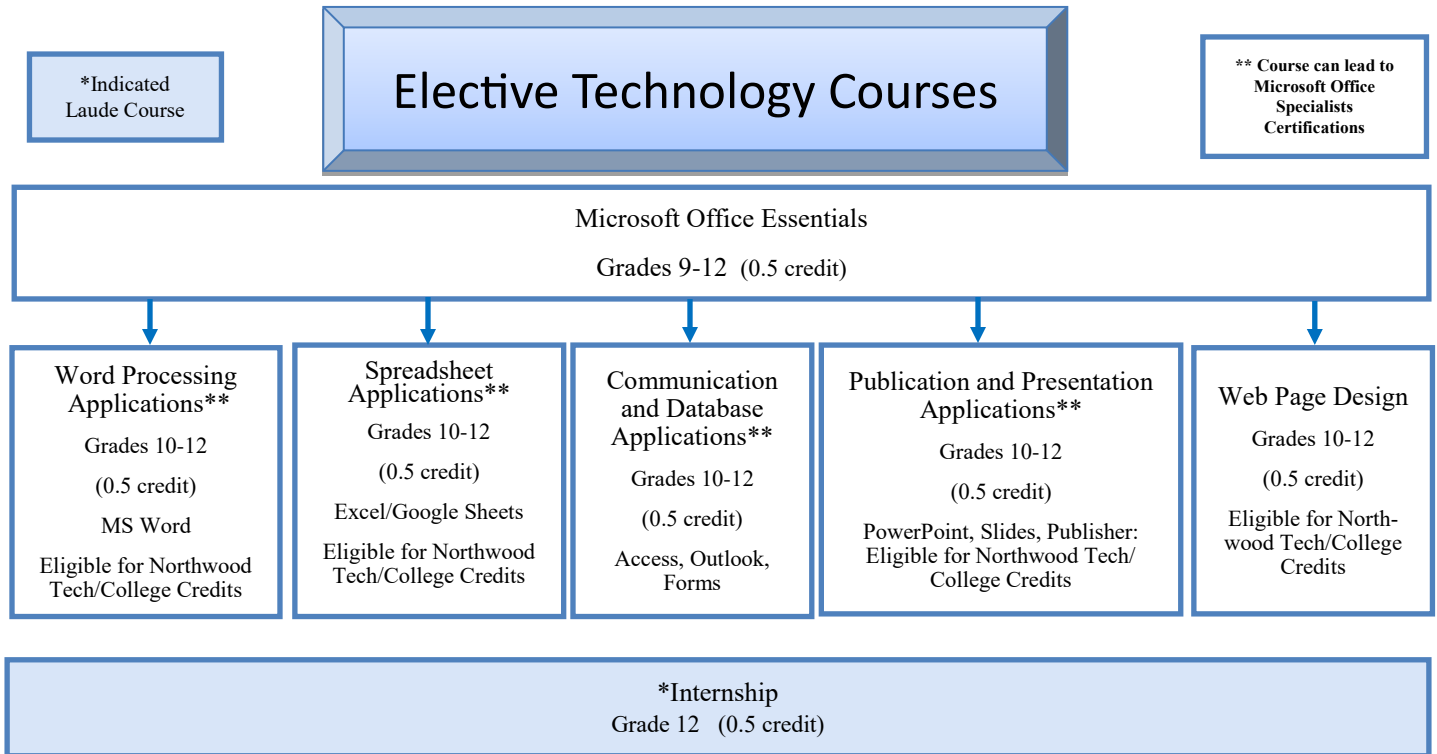 *Indicated
Laude Course
Elective Technology Courses
** Course can lead to
Microsoft Office
Specialists
Certifications
Microsoft Office Essentials
Grades 9-12 (0.5 credit)
Word Processing
Applications**
Grades 10-12
(0.5 credit)
MS Word
Eligible for Northwood
Tech/College Credits
Spreadsheet
Applications**
Grades 10-12
(0.5 credit)
Excel/Google Sheets
Eligible for Northwood
Tech/College Credits
Communication
and Database
Applications**
Grades 10-12
(0.5 credit)
Access, Outlook,
Forms
Publication and Presentation
Applications**
Grades 10-12
(0.5 credit)
PowerPoint, Slides, Publisher:
Eligible for Northwood Tech/
College Credits
Web Page Design
Grades 10-12
(0.5 credit)
Eligible for North-
wood Tech/College
Credits
*Internship
Grade 12 (0.5 credit)